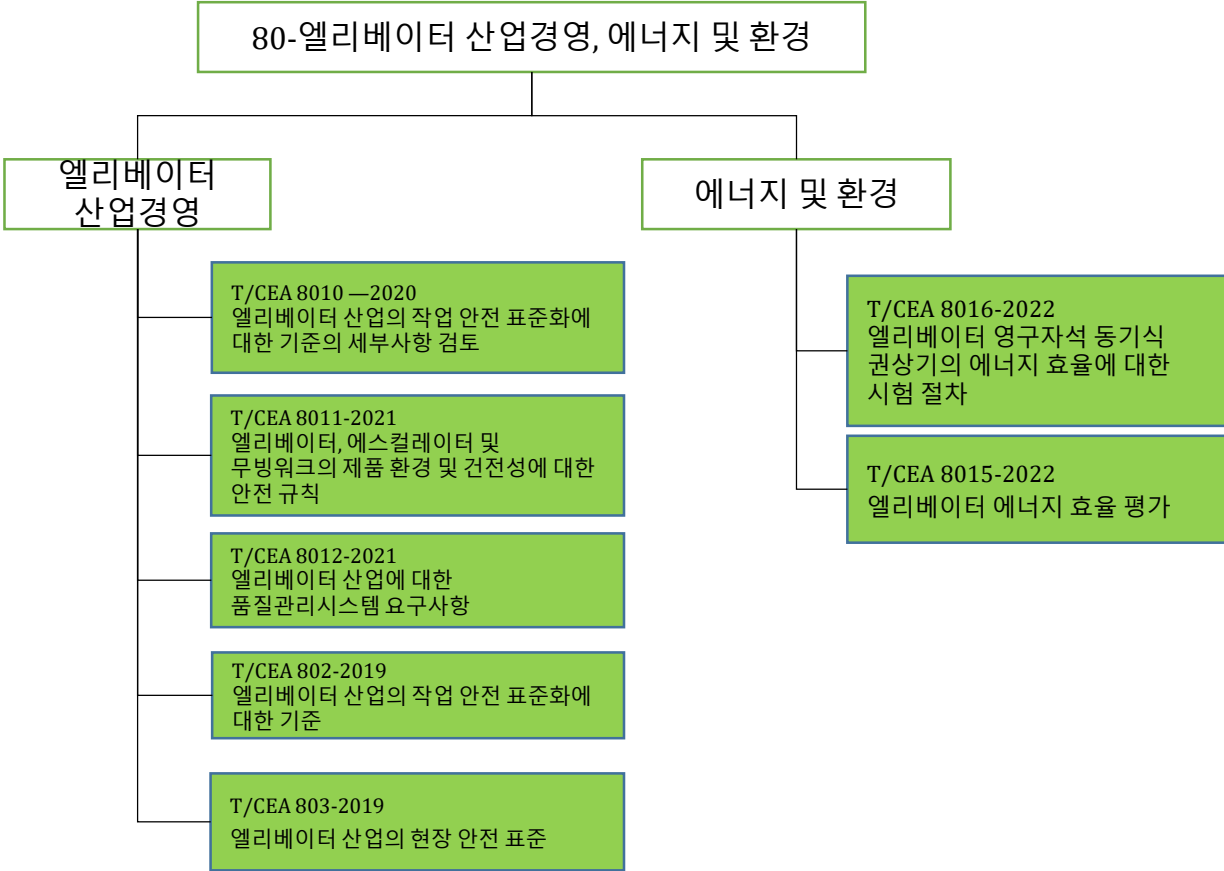 80-엘리베이터 산업경영, 에너지 및 환경
엘리베이터
산업경영
에너지 및 환경
T/CEA 8010 —2020
엘리베이터 산업의 작업 안전 표준화에
대한 기준의 세부사항 검토
T/CEA 8011-2021
엘리베이터, 에스컬레이터 및
무빙워크의 제품 환경 및 건전성에 대한
안전 규칙
T/CEA 8012-2021
엘리베이터 산업에 대한
품질관리시스템 요구사항
T/CEA 802-2019
엘리베이터 산업의 작업 안전 표준화에
대한 기준
T/CEA 803-2019
엘리베이터 산업의 현장 안전 표준
T/CEA 8016-2022
엘리베이터 영구자석 동기식
권상기의 에너지 효율에 대한
시험 절차
T/CEA 8015-2022
엘리베이터 에너지 효율 평가